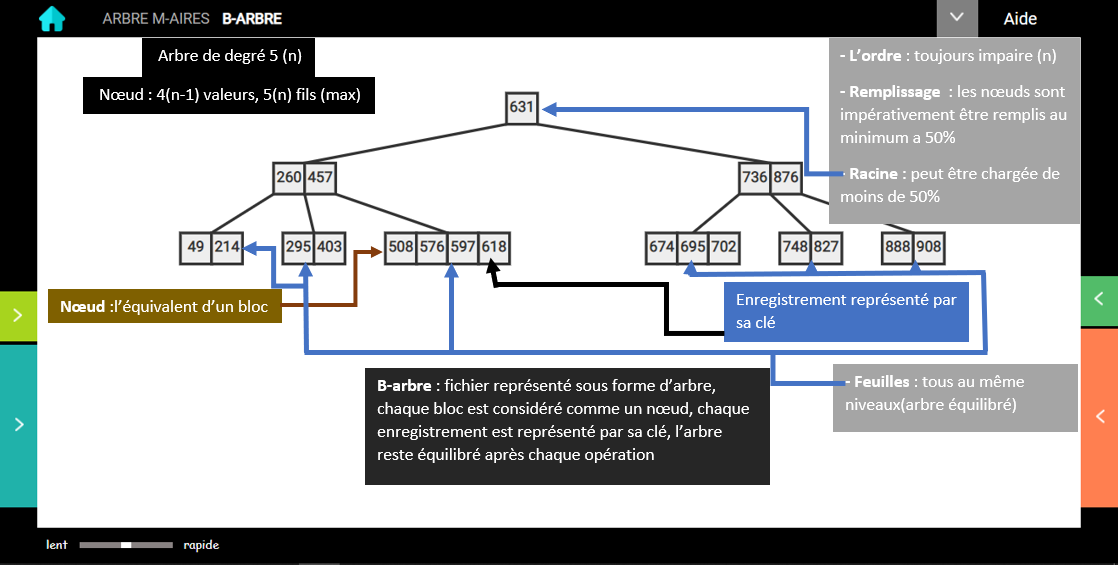 ARBRE M-AIRES B-ARBRE
Aide
Arbre de degré 5 (n)
Nœud : 4(n-1) valeurs, 5(n) fils (max)
- L’ordre : toujours impaire (n)
- Remplissage : les nœuds sont
impérativement être remplis au
minimum a 50%
- Racine : peut être chargée de
moins de 50%
631
260 457
736 876
49 214
295 403
508 576 597 618
674 695 702
748 827
888 908
Nœud :l’équivalent d’un bloc
Enregistrement représenté par
sa clé
B-arbre : fichier représenté sous forme d’arbre,
chaque bloc est considéré comme un nœud, chaque
enregistrement est représenté par sa clé, l’arbre
reste équilibré après chaque opération
- Feuilles : tous au même
niveaux(arbre équilibré)
lent
rapide